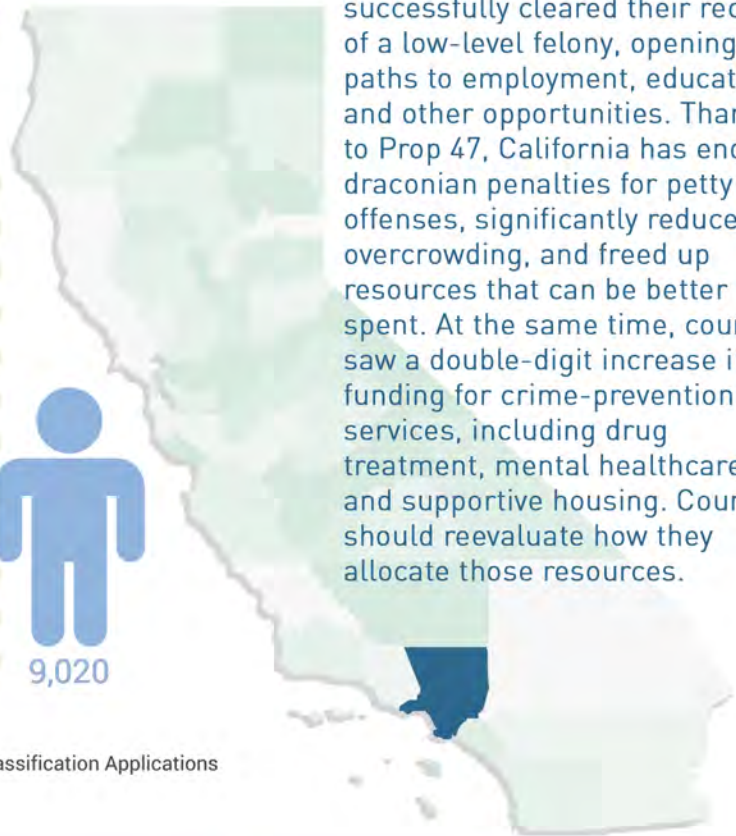 successfully cleared their rec
of a low-level felony, opening
paths to employment, educat
and other opportunities. Than
to Prop 47, California has end
draconian penalties for petty
offenses, significantly reduce
overcrowding, and freed up
resources that can be better
spent. At the same time, coun
saw a double-digit increase i
funding for crime-prevention
services, including drug
treatment, mental healthcare
and supportive housing. Coun
should reevaluate how they
allocate those resources.
9,020
assification Applications